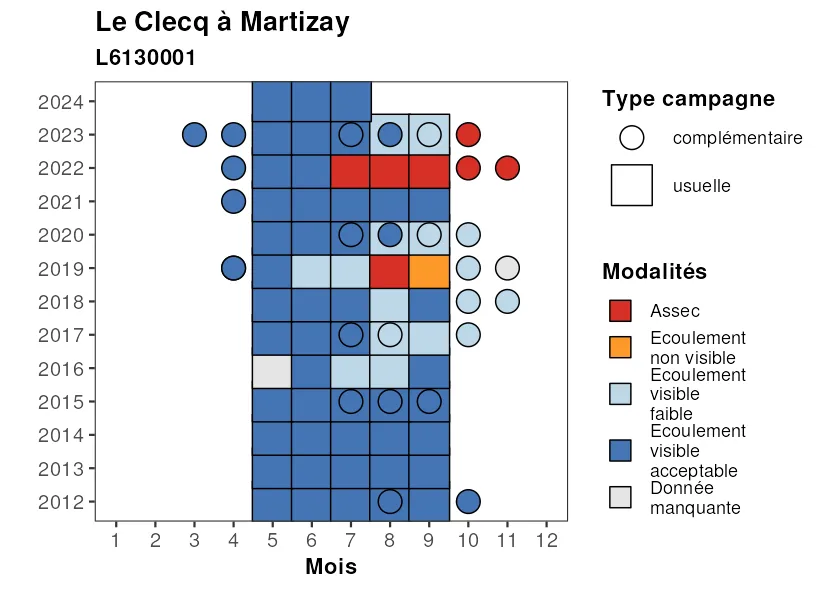 Le Clecq à Martizay
L6130001
2024
2023
2022
2021
2020
2019
2018
2017
2016
2015
2014
2013
2012
1 2 3 4 5 6 7 8 9 10 11 12
Mois
Type campagne
complémentaire
usuelle
Modalités
Assec
Ecoulement
non visible
Ecoulement
visible
faible
Ecoulement
visible
acceptable
Donnée
manquante